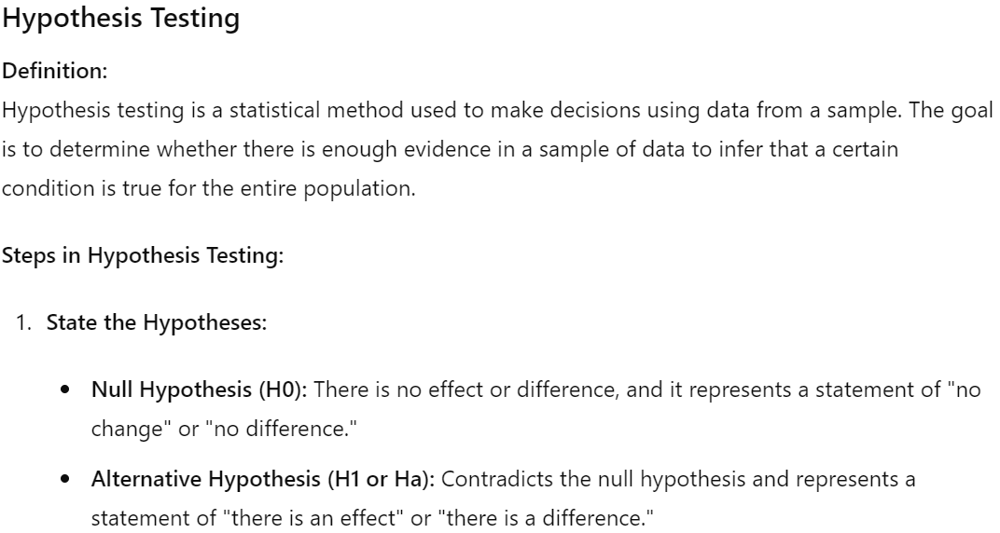 Hypothesis Testing
Definition:
Hypothesis testing is a statistical method used to make decisions using data from a sample. The goal
is to determine whether there is enough evidence in a sample of data to infer that a certain
condition is true for the entire population.
Steps in Hypothesis Testing:
1. State the Hypotheses:
• Null Hypothesis (H0): There is no effect or difference, and it represents a statement of "no
change" or "no difference."
• Alternative Hypothesis (H1 or Ha): Contradicts the null hypothesis and represents a
statement of "there is an effect" or "there is a difference."